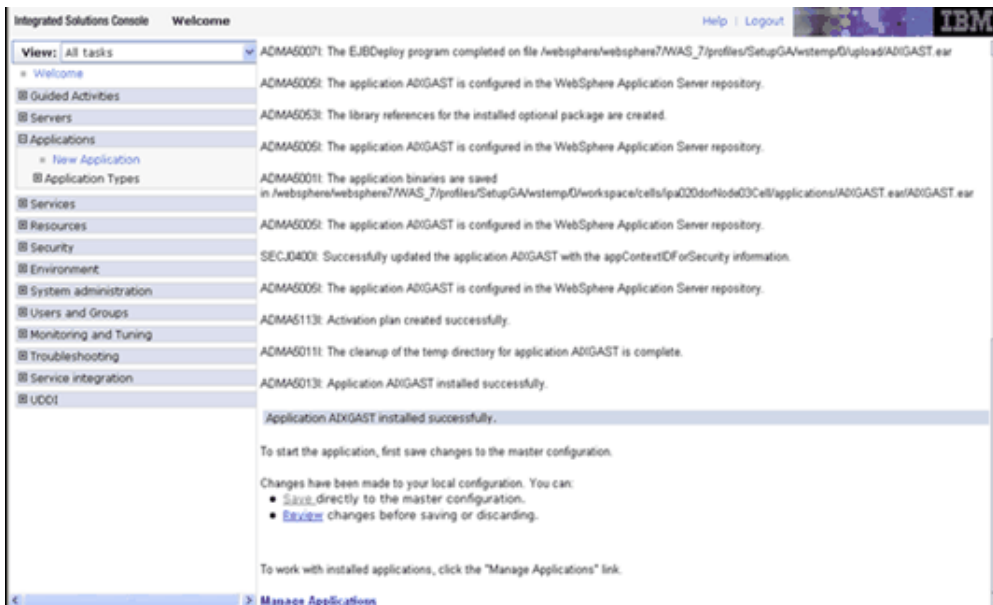 Integrated Solutions Console Welcome Help | Logout IBM
View: All tasks
Welcome
Guided Activities
Servers
Applications
New Application
Application Types
Services
Resources
Security
Environment
System administration
Users and Groups
Monitoring and Tuning
Troubleshooting
Service integration
UDDI
ADMA5007I: The EJBDeploy program completed on file /websphere/websphere7/WAS_7/profiles/SetupGA/wstemp/0/upload/AIXGAST.ear
ADMA5005I: The application AIXGAST is configured in the WebSphere Application Server repository.
ADMA5053I: The library references for the installed optional package are created.
ADMA5005I: The application AIXGAST is configured in the WebSphere Application Server repository.
ADMA5001I: The application binaries are saved
in /websphere/websphere7/WAS_7/profiles/SetupGA/wstemp/0/workspace/cells/ipa020dorNode03Cell/applications/AIXGAST.ear/AIXGAST.ear
ADMA5005I: The application AIXGAST is configured in the WebSphere Application Server repository.
SECJ0400I: Successfully updated the application AIXGAST with the appContextIDForSecurity information.
ADMA5005I: The application AIXGAST is configured in the WebSphere Application Server repository.
ADMA5113I: Activation plan created successfully.
ADMA5011I: The cleanup of the temp directory for application AIXGAST is complete.
ADMA5013I: Application AIXGAST installed successfully.
Application AIXGAST installed successfully.
To start the application, first save changes to the master configuration.
Changes have been made to your local configuration. You can:
Save directly to the master configuration.
Review changes before saving or discarding.
To work with installed applications, click the "Manage Applications" link.
Manage Applications